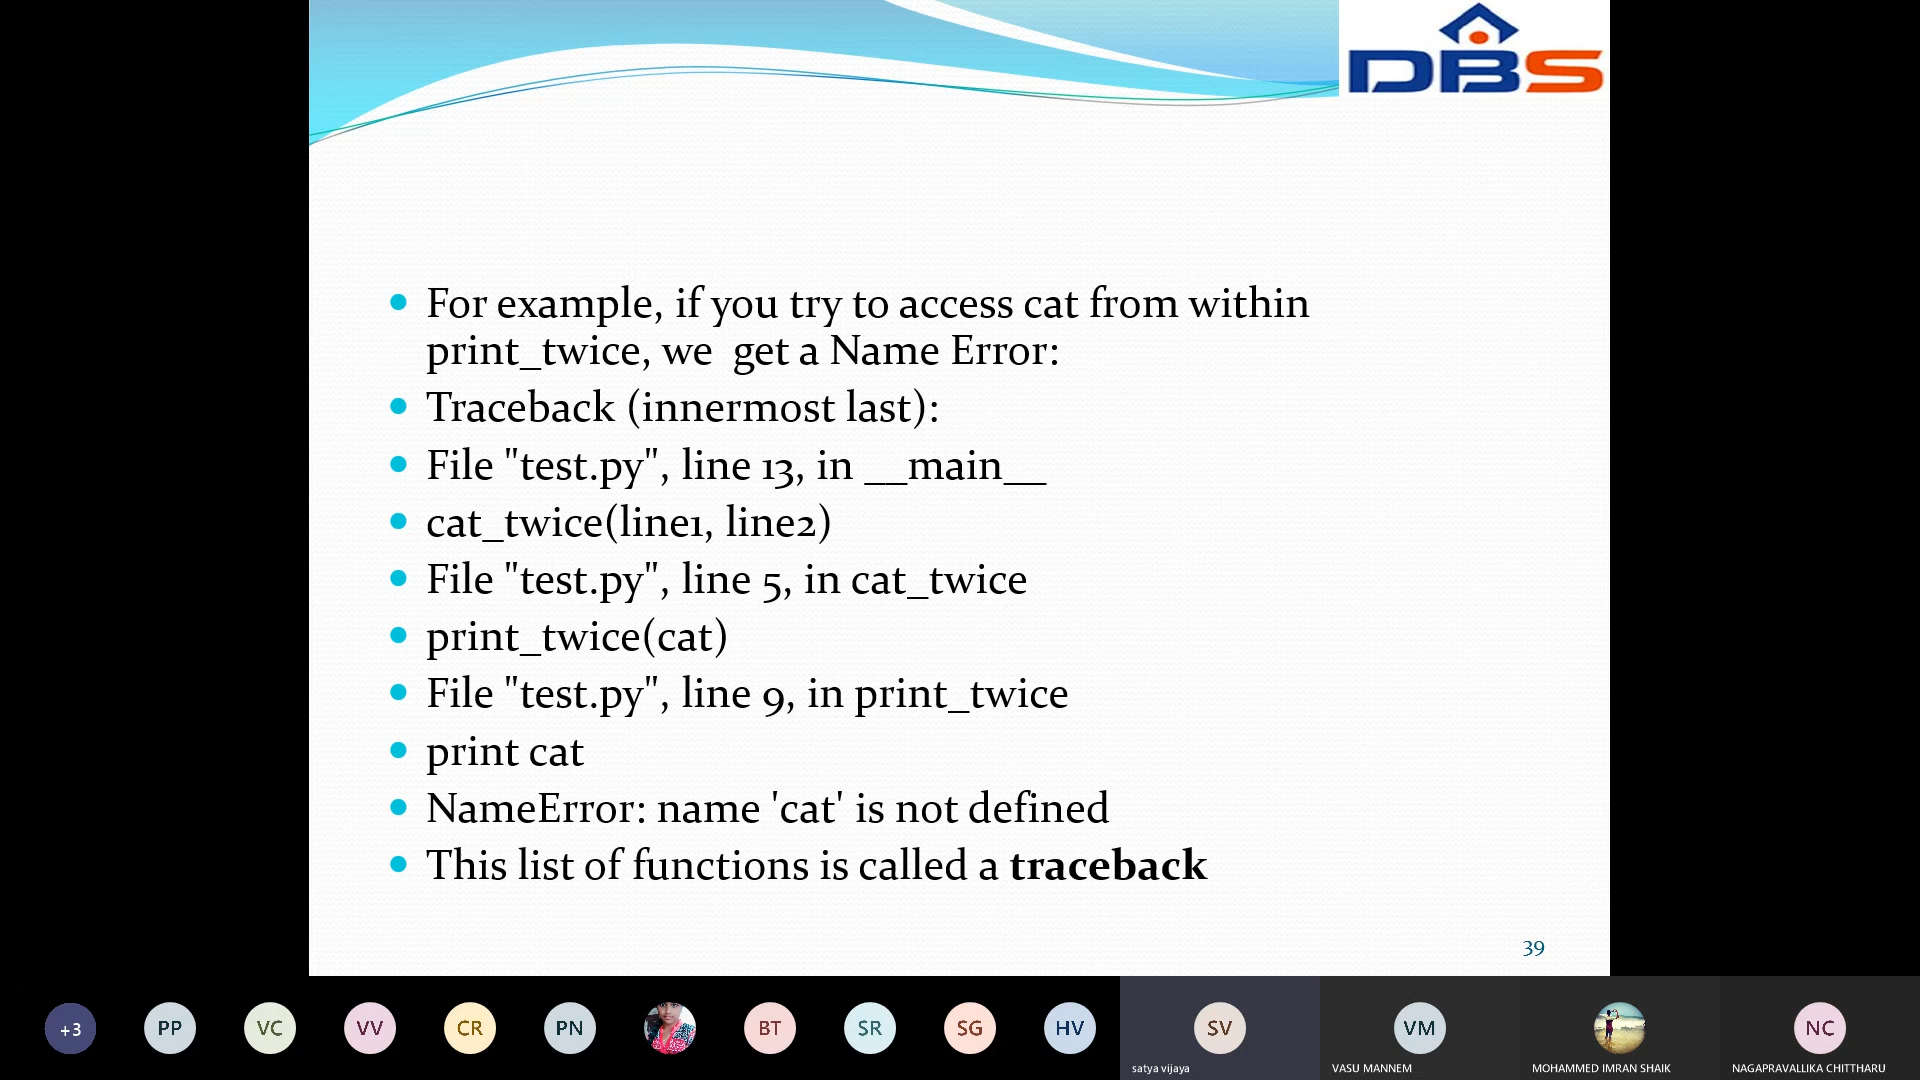 DBS
For example, if you try to access cat from within
print_twice, we  get a Name Error:
Traceback (innermost last):
File "test.py", line 13, in __main__
cat_twice(line1, line2)
File "test.py", line 5, in cat_twice
print_twice(cat)
File "test.py", line 9, in print_twice
print cat
NameError: name 'cat' is not defined
This list of functions is called a traceback
39
+3
PP
VC
VV
CR
PN
BT
SR
SG
HV
SV
VM
NC
satya vijaya
VASU MANNEM
MOHAMMED IMRAN SHAIK
NAGAPRAVALLIKA CHITTHARU